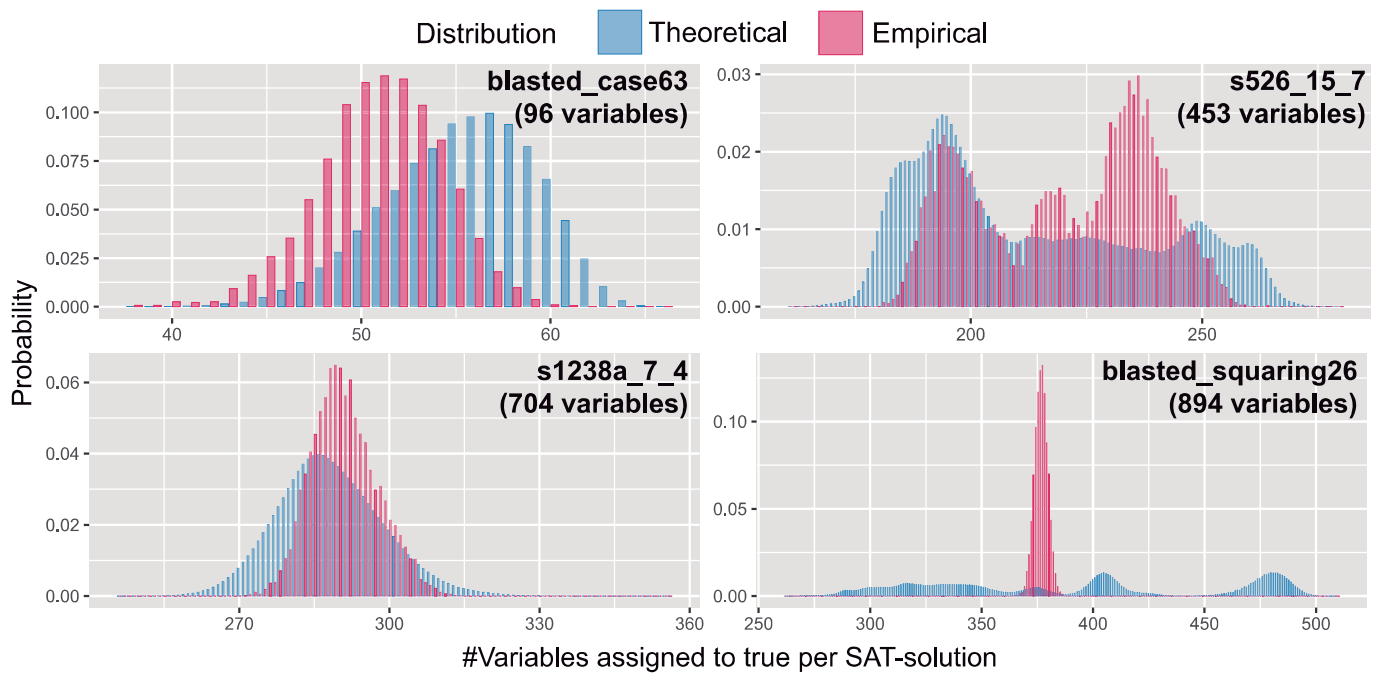 Distribution Theoretical Empirical
blasted_case63
(96 variables)
0.100
0.075
0.050
0.025
0.000
40 50 60
s526_15_7
(453 variables)
0.03
0.02
0.01
0.00
200 250
Probability
s1238a_7_4
(704 variables)
0.06
0.04
0.02
0.00
270 300 330 360
blasted_squaring26
(894 variables)
0.10
0.05
0.00
250 300 350 400 450 500
#Variables assigned to true per SAT-solution